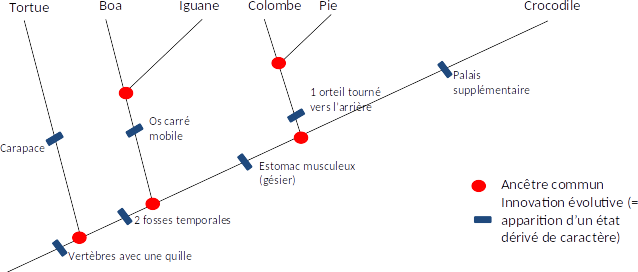 Tortue
Boa
Iguane
Colombe
Pie
Crocodile
Palais
supplémentaire
1 orteil tourné
vers l'arrière
Os carré
mobile
Carapace
Estomac musculeux
(gésier)
2 fosses temporales
Vertèbres avec une quille
Ancêtre commun
Innovation évolutive (=
apparition d'un état
dérivé de caractère)